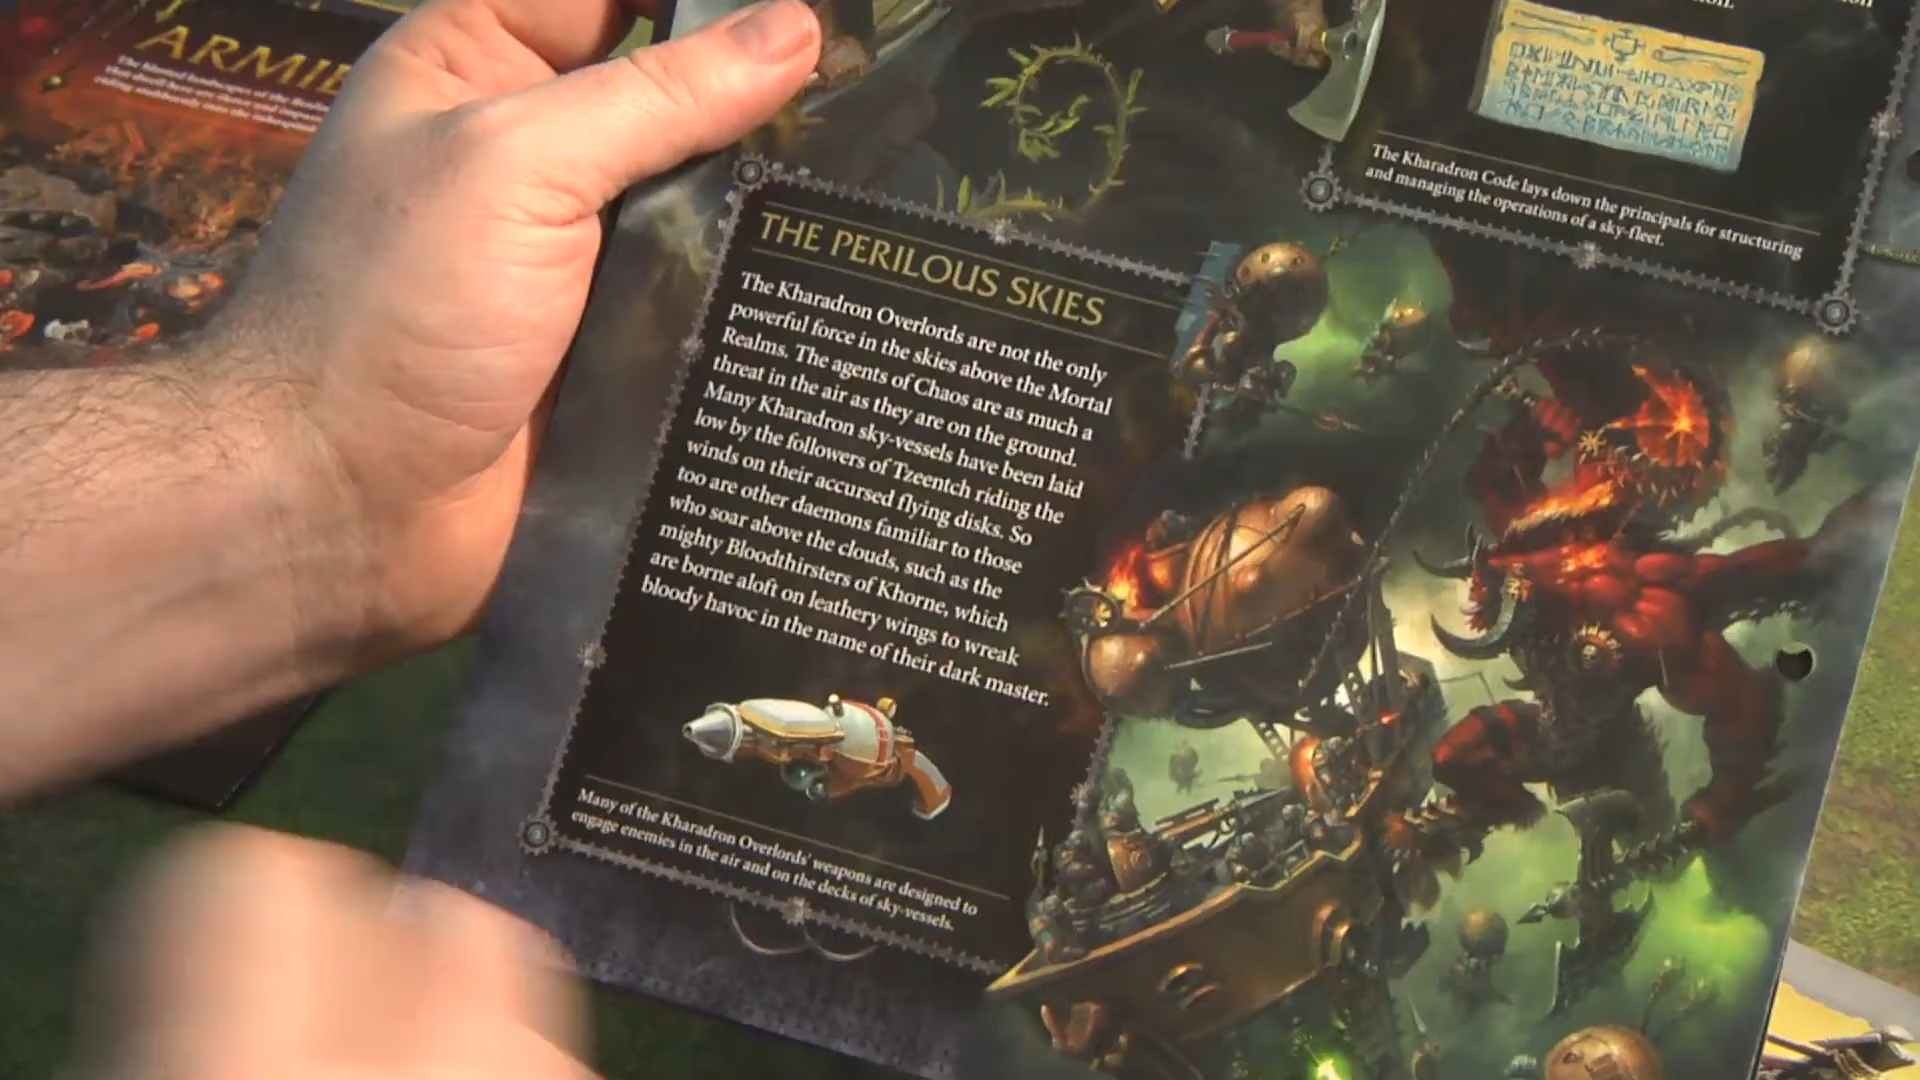 ARMIE
The Kharadron Code lays down the principals for structuring
and managing the operations of a sky-fleet.
THE PERILOUS SKIES
The Kharadron Overlords are not the only
powerful force in the skies above the Mortal
Realms. The agents of Chaos are as much a
threat in the air as they are on the ground.
Many Kharadron sky-vessels have been laid
low by the followers of Tzeentch riding the
winds on their accursed flying disks. So
too are other daemons familiar to those
who soar above the clouds, such as the
mighty Bloodthirsters of Khorne, which
are borne aloft on leathery wings to wreak
bloody havoc in the name of their dark master.
Many of the Kharadron Overlords' weapons are designed to
engage enemies in the air and on the decks of sky-vessels.